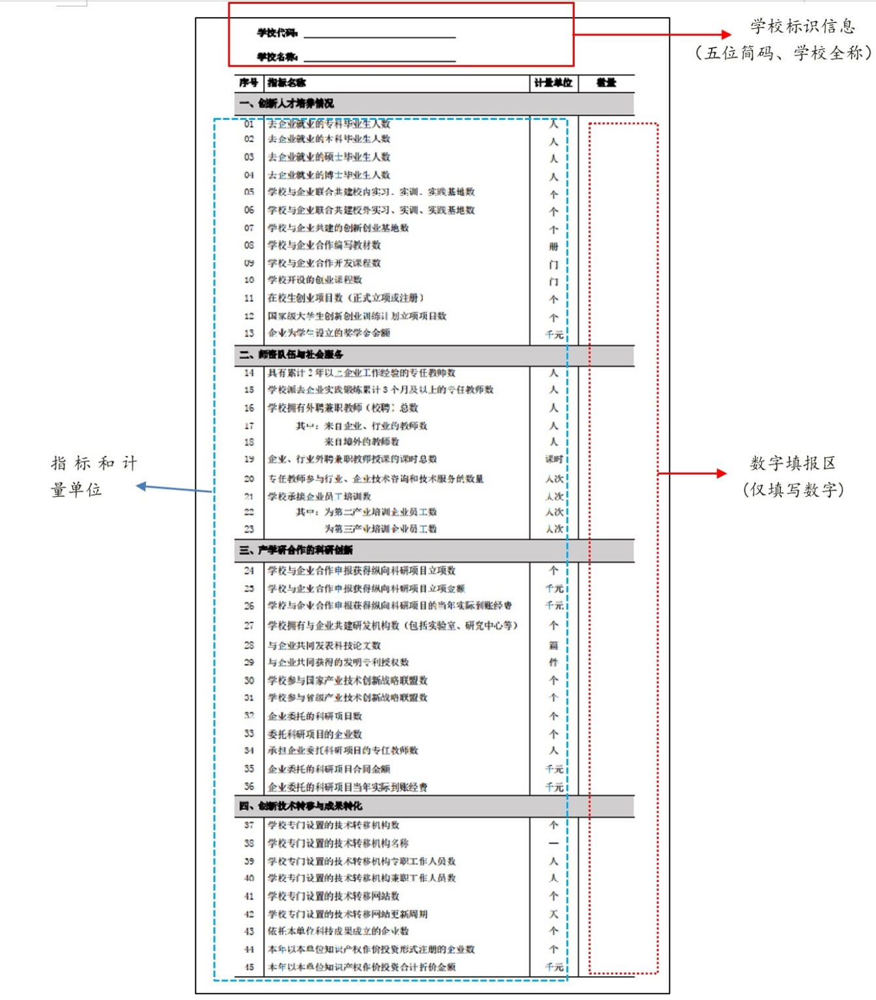 学校代码：
学校名称：
学校标识信息
（五位简码、学校全称）
序号 指标名称 计量单位 数量
一、创新人才培养情况
01 去企业就业的专科毕业生人数 人
02 去企业就业的本科毕业生人数 人
03 去企业就业的硕士毕业生人数 人
04 去企业就业的博士毕业生人数 人
05 学校与企业联合共建校内实习、实训、实践基地数 个
06 学校与企业联合共建校外实习、实训、实践基地数 个
07 学校与企业共建的创新创业基地数 个
08 学校与企业合作编写教材数 册
09 学校与企业合作开发课程数 门
10 学校开设的创业课程数 门
11 在校生创业项目数（正式立项或注册） 个
12 国家级大学生创新创业训练计划立项项目数 个
13 企业为学生设立的奖学金金额 千元
二、师资队伍与社会服务
14 具有累计2年以上企业工作经验的专任教师数 人
15 学校派去企业实践锻炼累计3个月及以上的专任教师数 人
16 学校拥有外聘兼职教师（校聘）总数 人
17 其中：来自企业、行业的教师数 人
18 来自境外的教师数 人
19 企业、行业外聘兼职教师授课的课时总数 课时
20 专任教师参与行业、企业技术咨询和技术服务的数量 人次
21 学校承接企业员工培训数 人次
22 其中：为第二产业培训企业员工数 人次
23 为第三产业培训企业员工数 人次
指标和计
量单位
数字填报区
(仅填写数字)
三、产学研合作的科研创新
24 学校与企业合作申报获得纵向科研项目立项数 个
25 学校与企业合作申报获得纵向科研项目立项金额 千元
26 学校与企业合作申报获得纵向科研项目的当年实际到账经费 千元
27 学校拥有与企业共建研发机构数（包括实验室、研究中心等） 个
28 与企业共同发表科技论文数 篇
29 与企业共同获得的发明专利授权数 件
30 学校参与国家产业技术创新战略联盟数 个
31 学校参与省级产业技术创新战略联盟数 个
32 企业委托的科研项目数 个
33 委托科研项目的企业数 个
34 承担企业委托科研项目的专任教师数 人
35 企业委托的科研项目合同金额 千元
36 企业委托的科研项目当年实际到账经费 千元
四、创新技术转移与成果转化
37 学校专门设置的技术转移机构数 个
38 学校专门设置的技术转移机构名称 —
39 学校专门设置的技术转移机构专职工作人员数 人
40 学校专门设置的技术转移机构兼职工作人员数 人
41 学校专门设置的技术转移网站数 个
42 学校专门设置的技术转移网站更新周期 天
43 依托本单位科技成果成立的企业数 个
44 本年以本单位知识产权作价投资形式注册的企业数 个
45 本年以本单位知识产权作价投资合计折价金额 千元